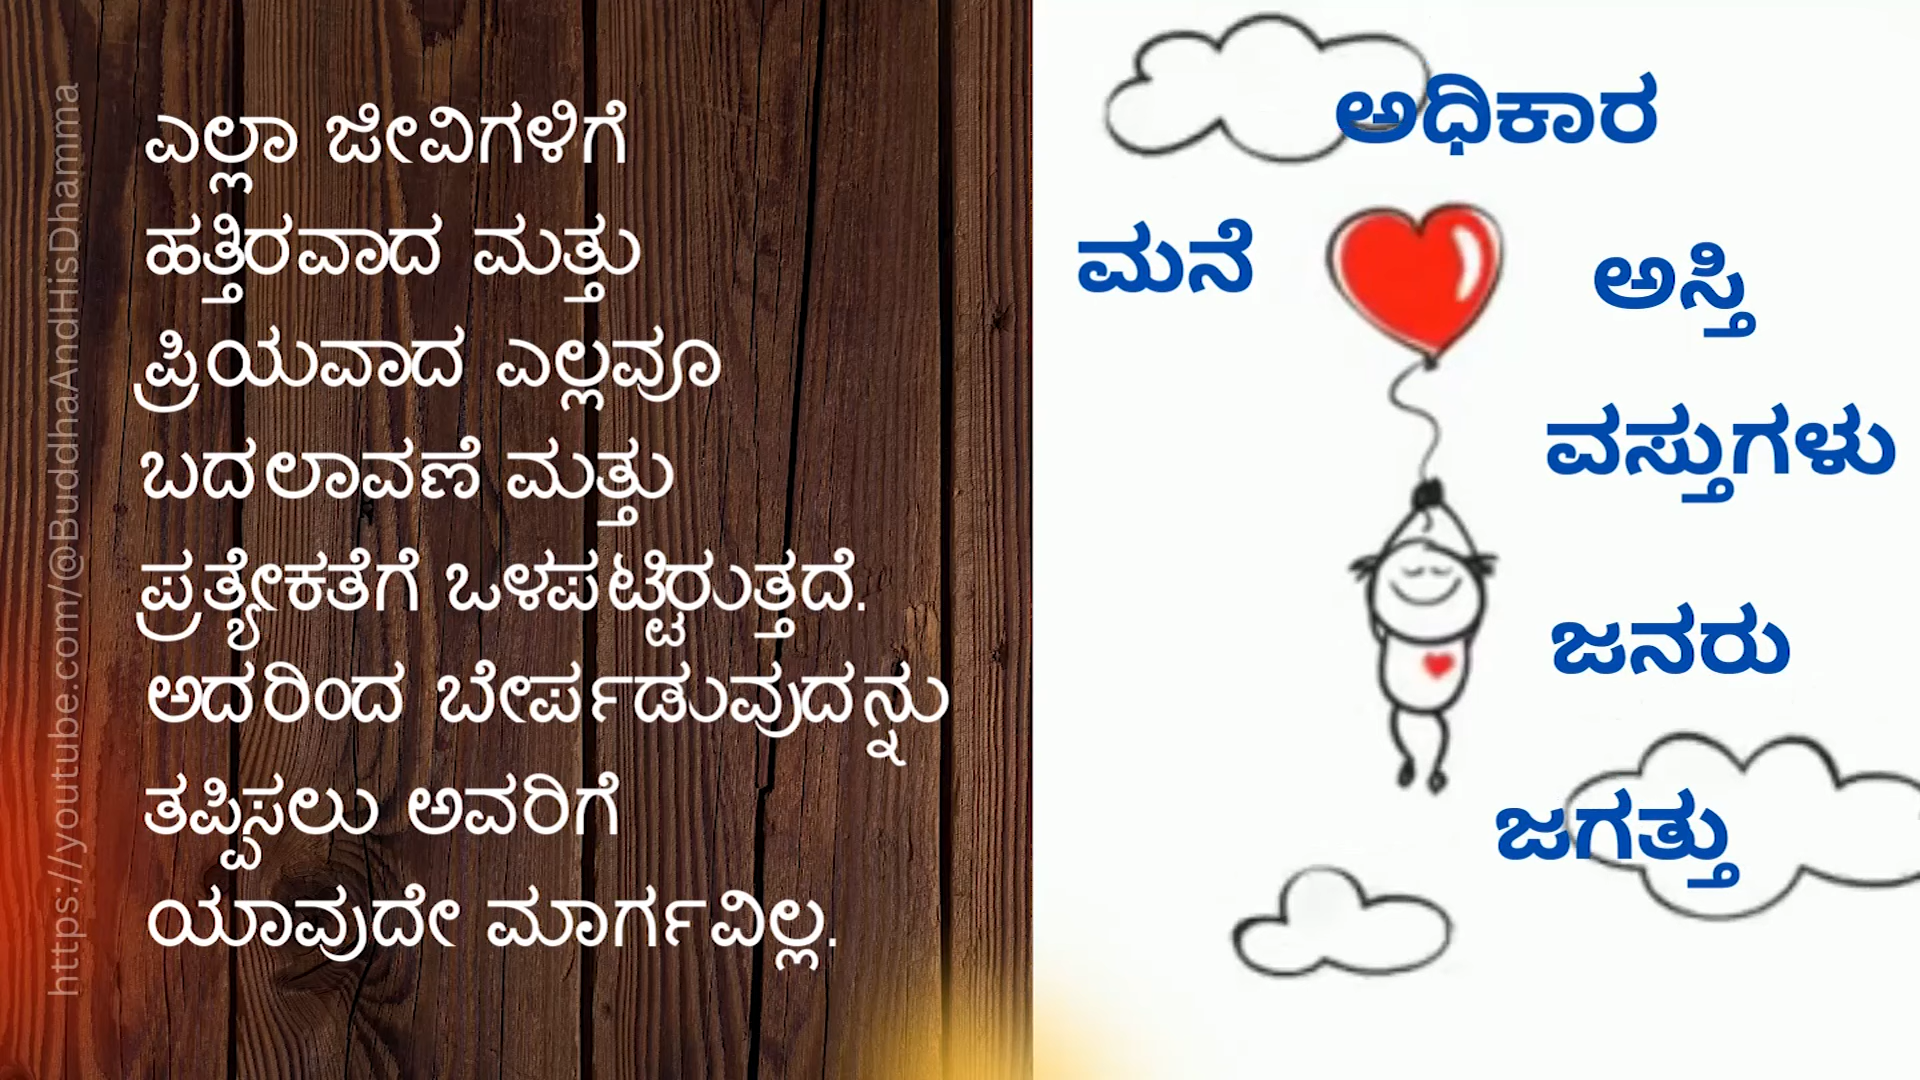 ಎಲ್ಲಾ ಜೀವಿಗಳಿಗೆ
ಹತ್ತಿರವಾದ ಮತ್ತು
ಪ್ರಿಯವಾದ ಎಲ್ಲವೂ
ಬದಲಾವಣೆ ಮತ್ತು
ಪ್ರತ್ಯೇಕತೆಗೆ ಒಳಪಟ್ಟಿರುತ್ತದೆ.
ಅದರಿಂದ ಬೇರ್ಪಡುವುದನ್ನು
ತಪ್ಪಿಸಲು ಅವರಿಗೆ
ಯಾವುದೇ ಮಾರ್ಗವಿಲ್ಲ.
https://youtube.com/@BuddhaAndHisDhamma
ಅಧಿಕಾರ
ಮನೆ
ಅಸ್ತಿ
ವಸ್ತುಗಳು
ಜನರು
ಜಗತ್ತು